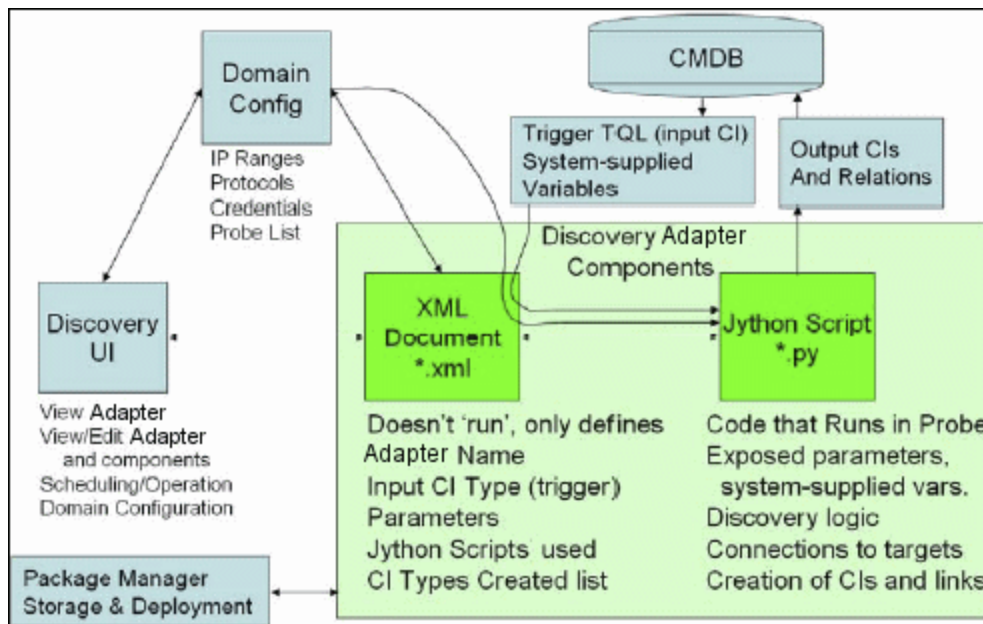 Domain
Config
IP Ranges
Protocols
Credentials
Probe List
CMDB
Trigger TQL (input CI)
System-supplied
Variables
Output CIs
And Relations
Discovery Adapter
Components
Discovery
UI
View Adapter
View/Edit Adapter
and components
Scheduling/Operation
Domain Configuration
XML
Document
*.xml
Doesn't 'run', only defines
Adapter Name
Input CI Type (trigger)
Parameters
Jython Scripts used
CI Types Created list
Jython Script
*.py
Code that Runs in Probe
Exposed parameters,
system-supplied vars.
Discovery logic
Connections to targets
Creation of CIs and links
Package Manager
Storage & Deployment